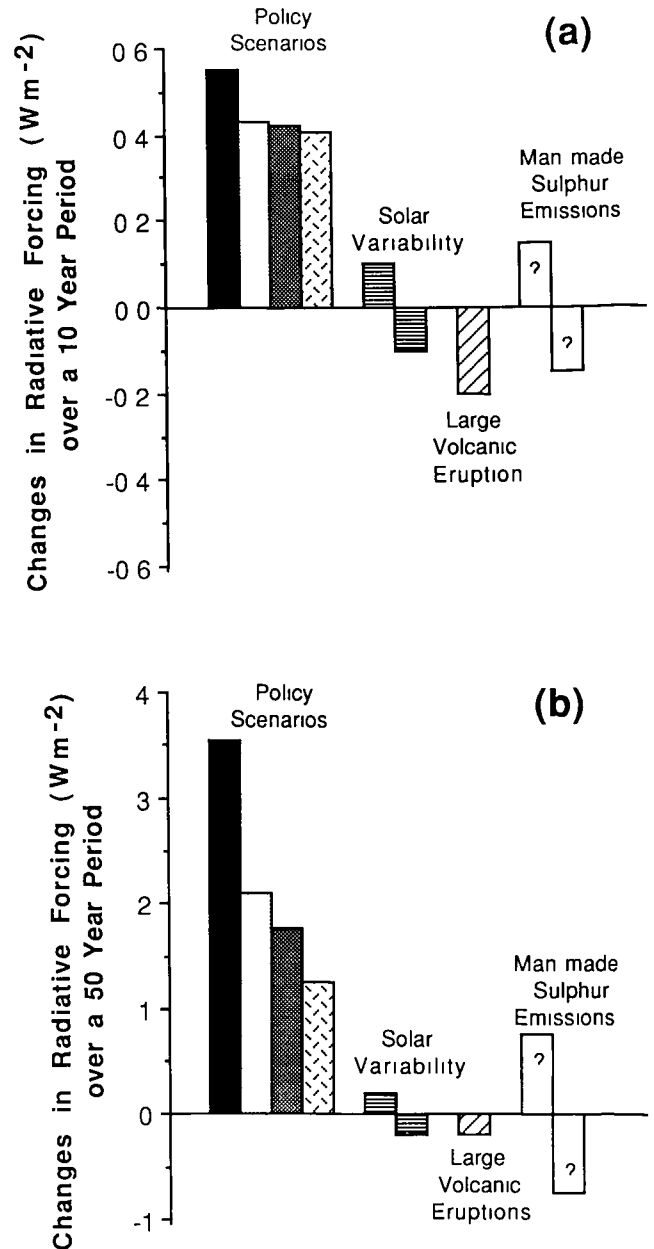 Policy
Scenarios
(a)
Changes in Radiative Forcing (Wm-2)
over a 10 Year Period
0 6
0 4
0 2
0 0
-0 2
-0 4
-0 6
Man made
Sulphur
Emissions
Solar
Variability
?
?
Large
Volcanic
Eruption
Policy
Scenarios
(b)
Changes in Radiative Forcing (Wm-2)
over a 50 Year Period
4
3
2
1
0
-1
Man made
Sulphur
Emissions
Solar
Variability
?
?
Large
Volcanic
Eruptions